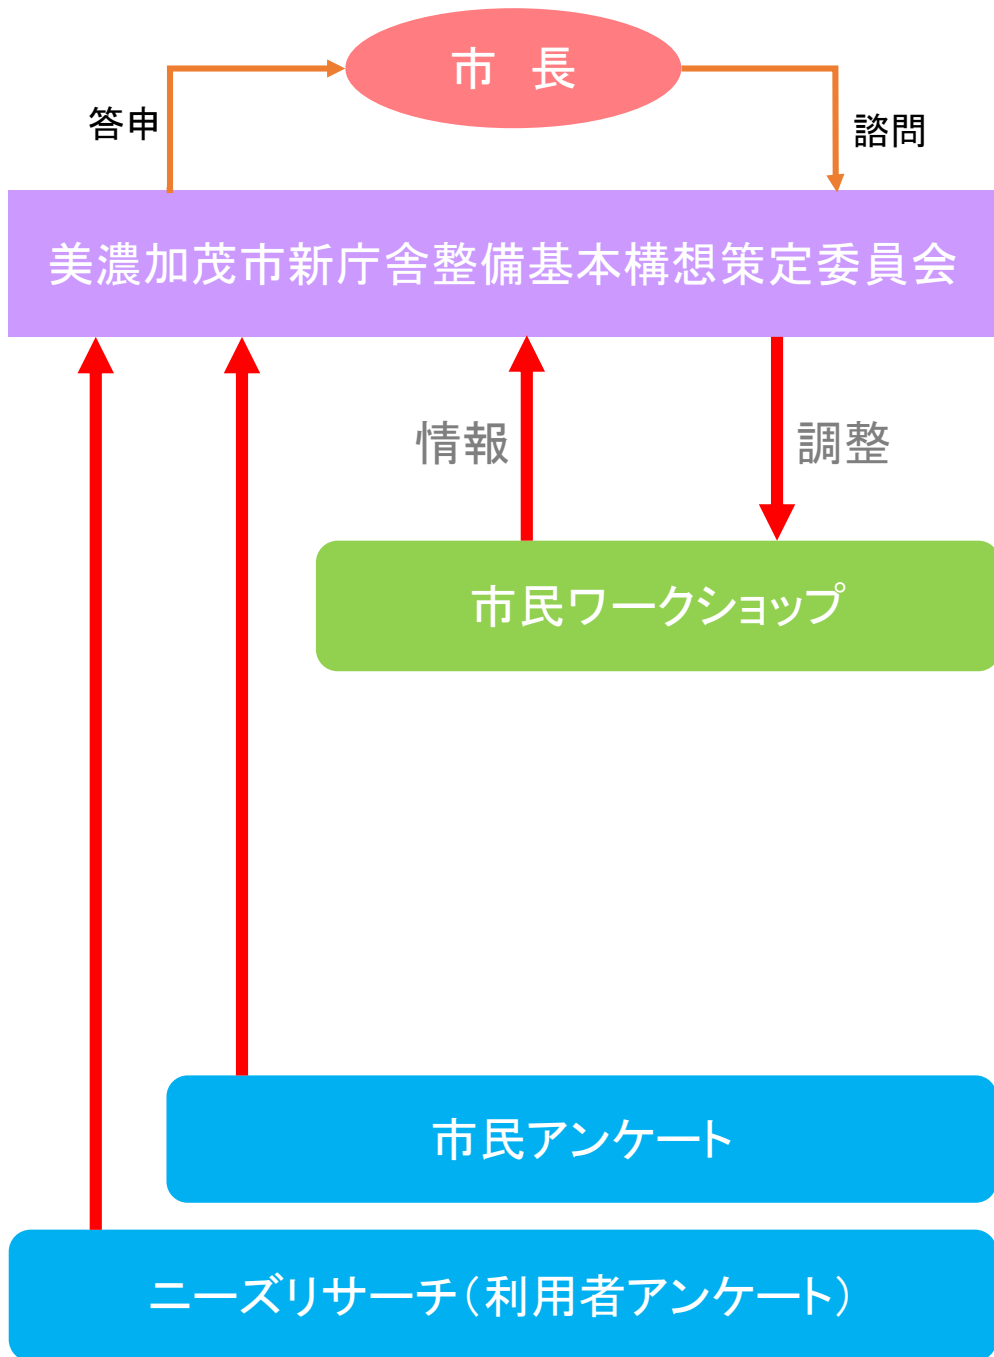 市　長
答申
諮問
美濃加茂市新庁舎整備基本構想策定委員会
情報
調整
市民ワークショップ
市民アンケート
ニーズリサーチ（利用者アンケート）